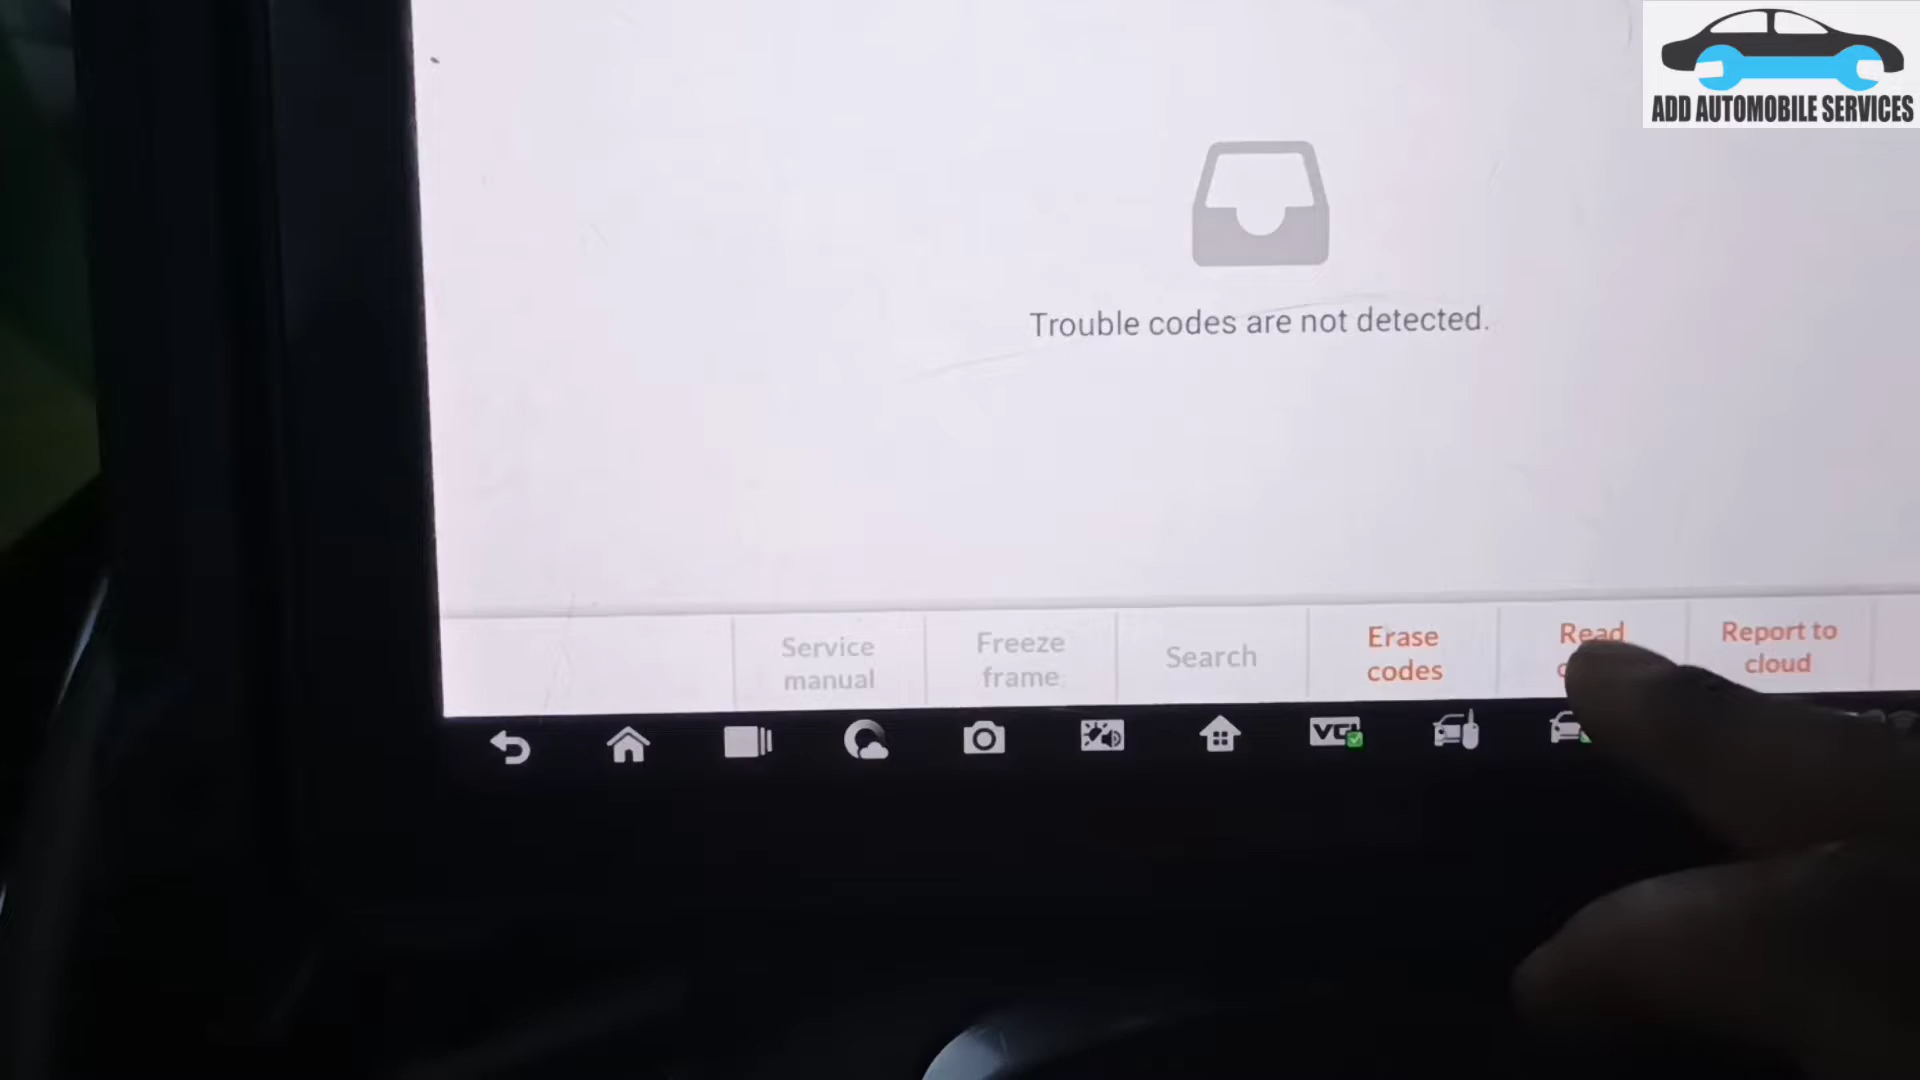 ADD AUTOMOBILE SERVICES
Trouble codes are not detected.
Service
manual
Freeze
frame
Search
Erase
codes
Read
Report to
cloud
VCI